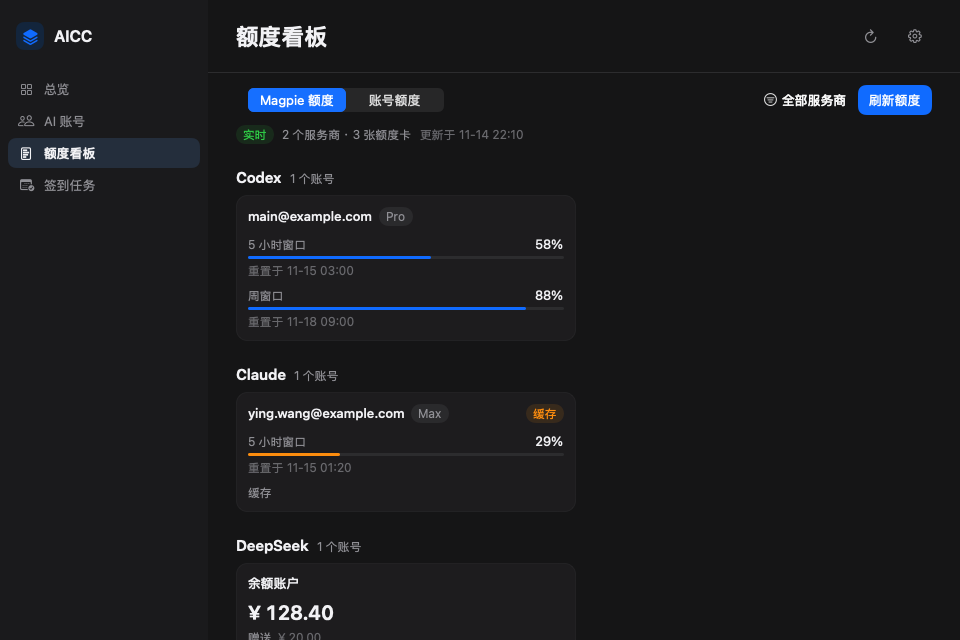 AICC
总览
AI 账号
额度看板
签到任务
额度看板
Magpie 额度
账号额度
全部服务商
刷新额度
实时 2 个服务商 · 3 张额度卡 更新于 11-14 22:10
Codex 1 个账号
main@example.com Pro
5 小时窗口 58%
重置于 11-15 03:00
周窗口 88%
重置于 11-18 09:00
Claude 1 个账号
ying.wang@example.com Max 缓存
5 小时窗口 29%
重置于 11-15 01:20
缓存
DeepSeek 1 个账号
余额账户
¥ 128.40
赠送 ¥ 20.00